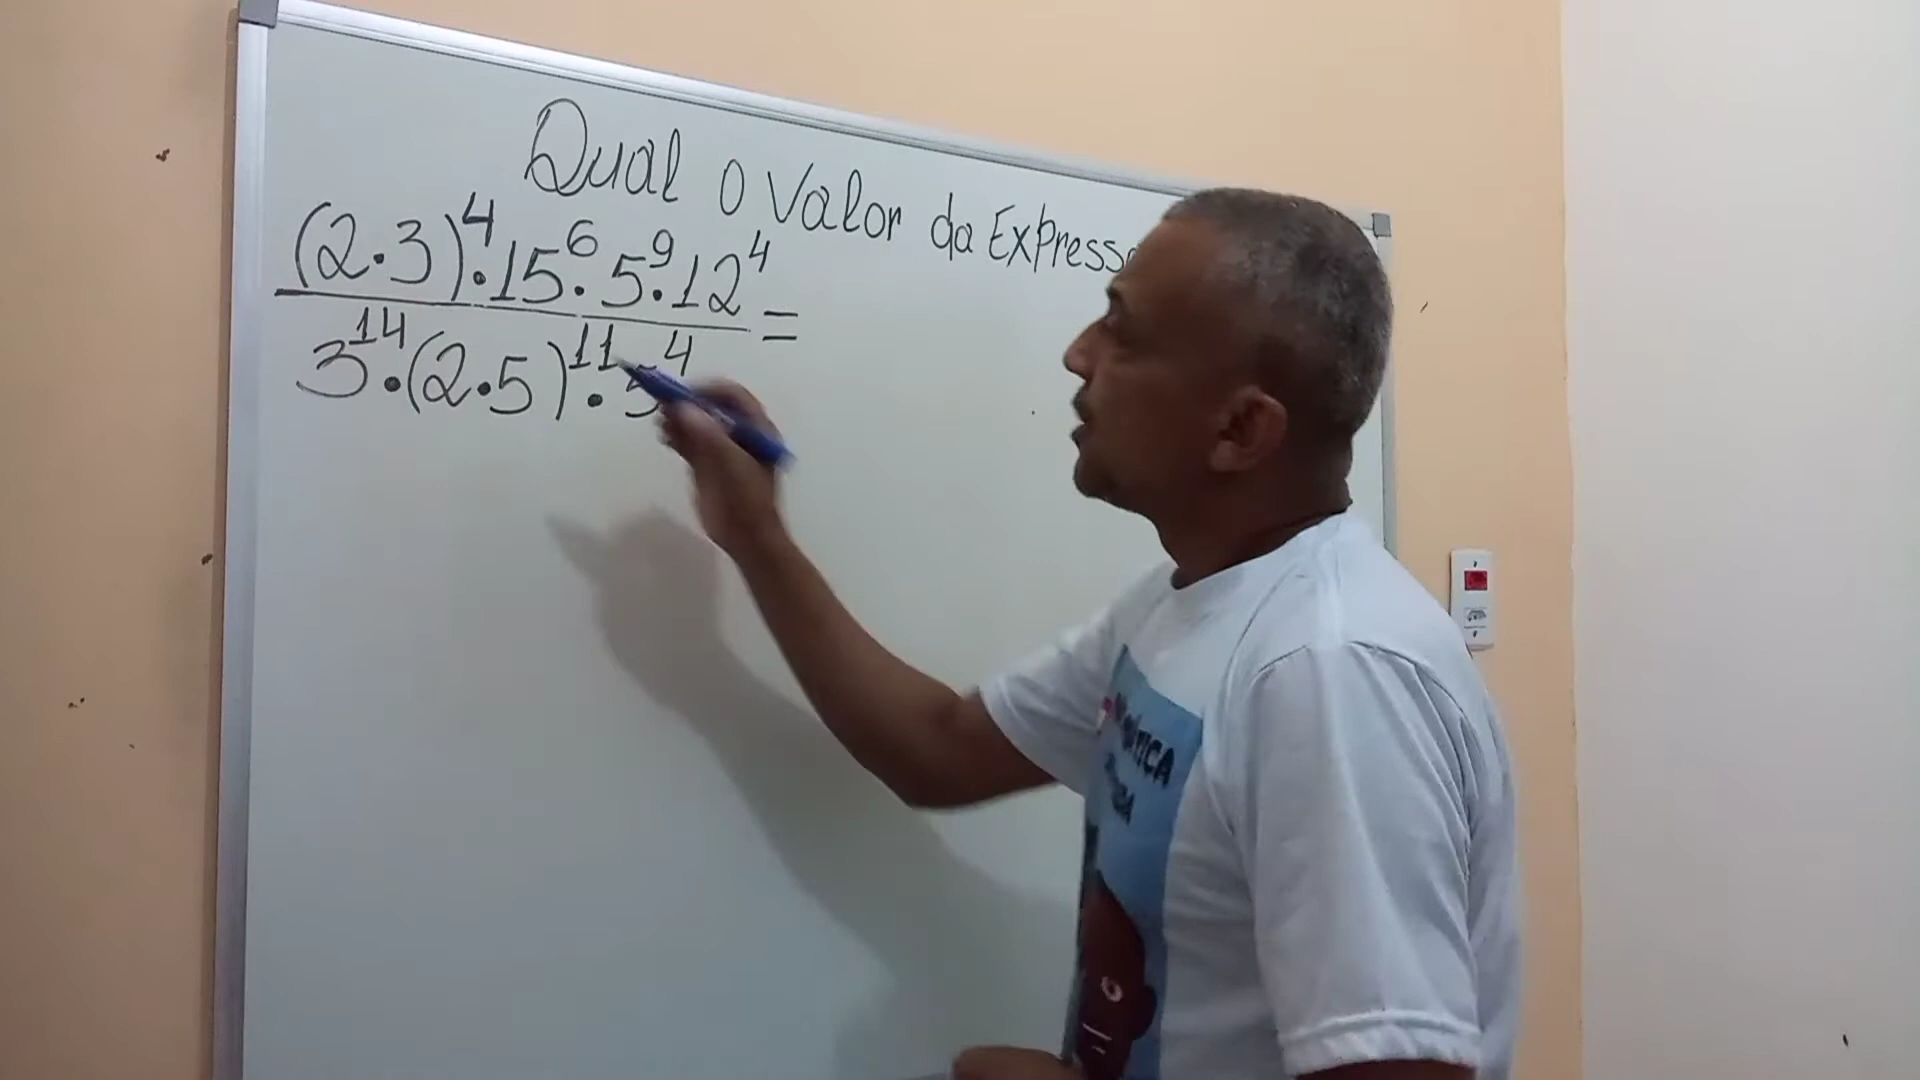 Qual o Valor da Express
(2·3)⁴·15⁶·5⁹·12⁴
=
3¹⁴·(2·5)¹¹·5⁴